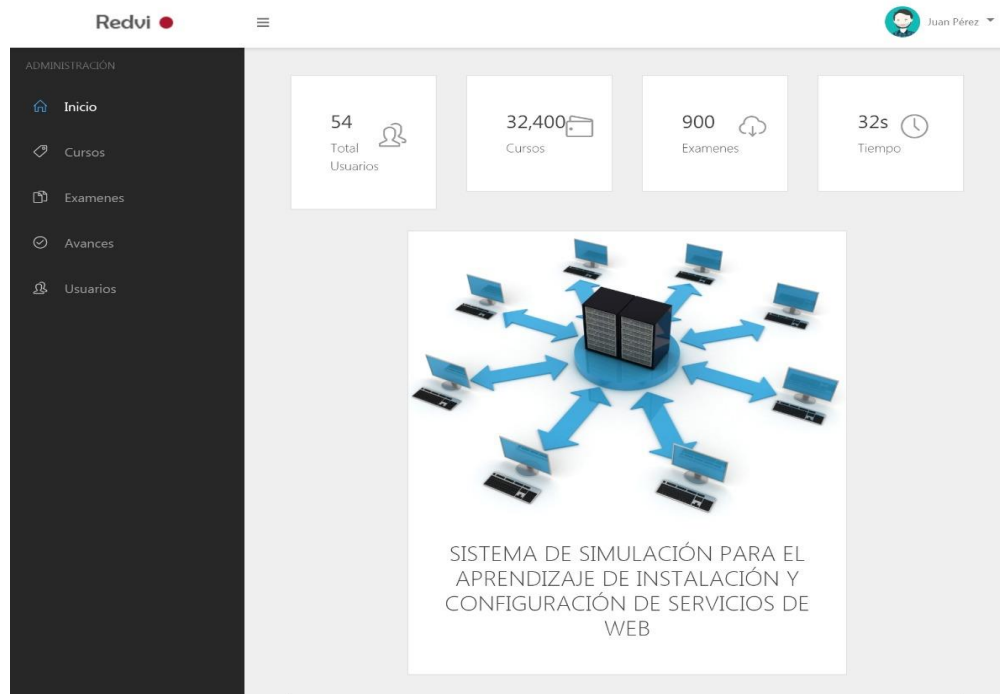 Redvi
Juan Pérez
ADMINISTRACIÓN
Inicio
Cursos
Examenes
Avances
Usuarios
54
Total
Usuarios
32,400
Cursos
900
Examenes
32s
Tiempo
SISTEMA DE SIMULACIÓN PARA EL
APRENDIZAJE DE INSTALACIÓN Y
CONFIGURACIÓN DE SERVICIOS DE
WEB